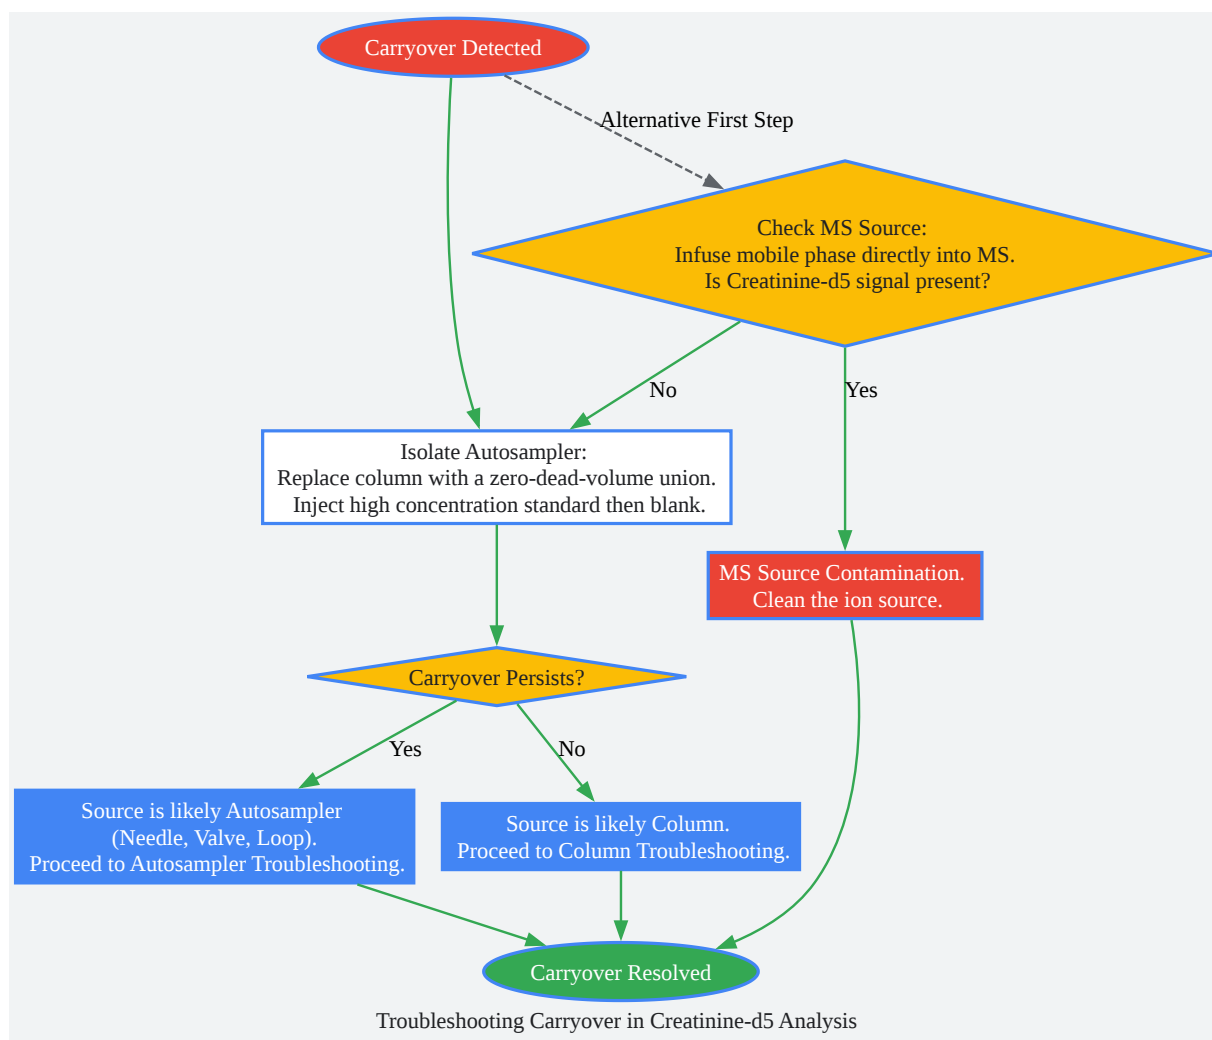 Carryover Detected
Alternative First Step
Check MS Source:
Infuse mobile phase directly into MS.
Is Creatinine-d5 signal present?
No
Yes
Isolate Autosampler:
Replace column with a zero-dead-volume union.
Inject high concentration standard then blank.
MS Source Contamination.
Clean the ion source.
Carryover Persists?
Yes
No
Source is likely Autosampler
(Needle, Valve, Loop).
Proceed to Autosampler Troubleshooting.
Source is likely Column.
Proceed to Column Troubleshooting.
Carryover Resolved
Troubleshooting Carryover in Creatinine-d5 Analysis